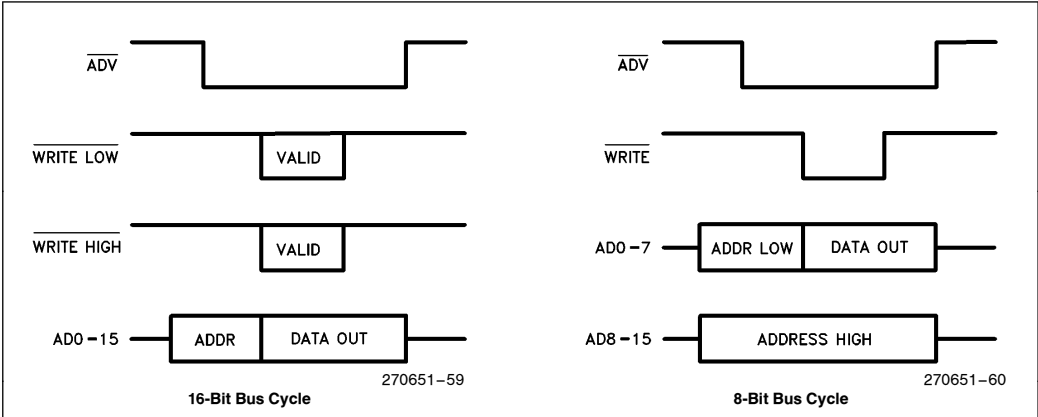 ADV
WRITE LOW
VALID
WRITE HIGH
VALID
AD0-15
ADDR
DATA OUT
270651-59
16-Bit Bus Cycle
ADV
WRITE
AD0-7
ADDR LOW
DATA OUT
AD8-15
ADDRESS HIGH
270651-60
8-Bit Bus Cycle